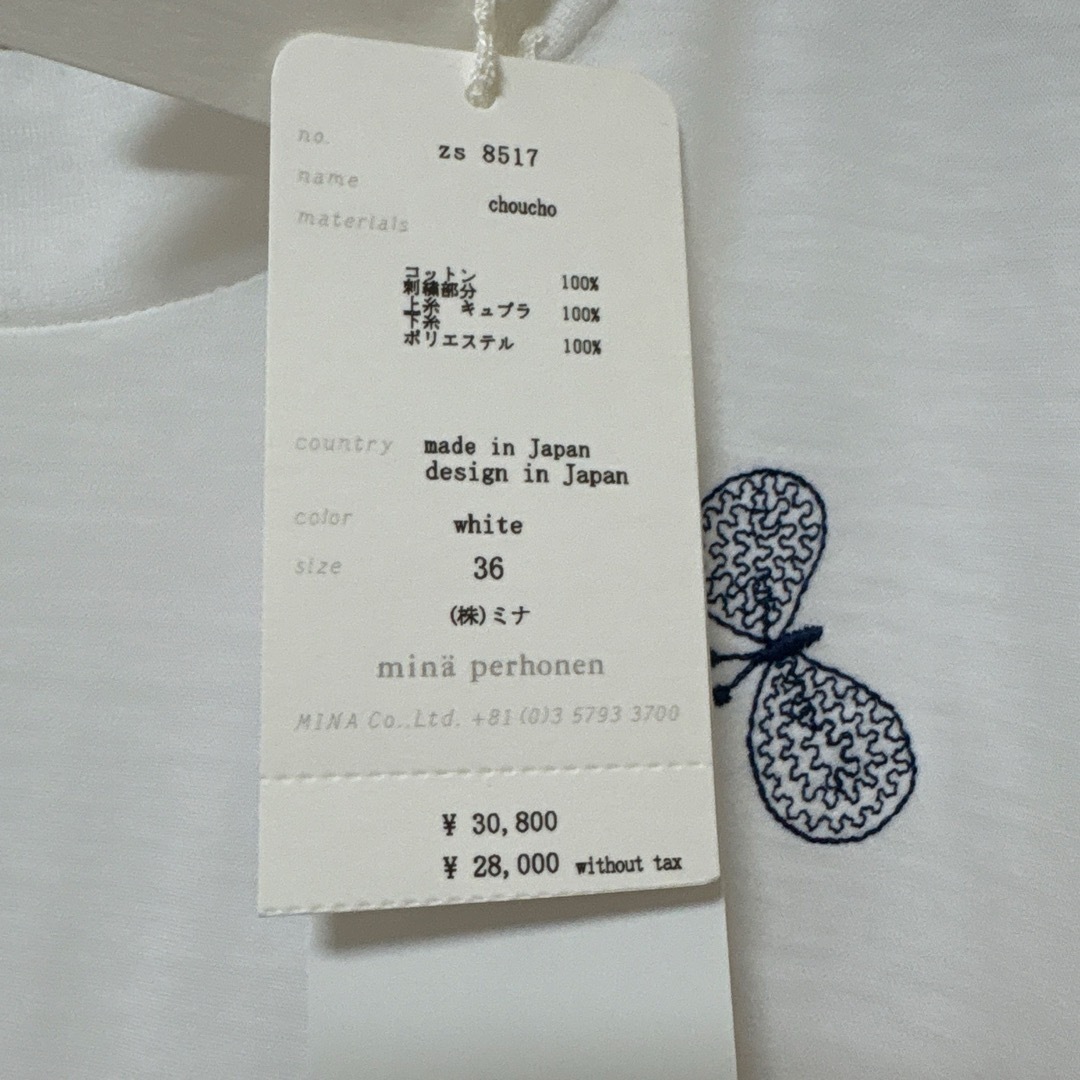 no. zs 8517
name choucho
materials
コットン 100%
刺繍部分
上糸 キュプラ 100%
下糸
ポリエステル 100%
country made in Japan
design in Japan
color white
size 36
(株)ミナ
minä perhonen
MINA Co.,Ltd. +81(0)3 5793 3700
¥ 30,800
¥ 28,000 without tax